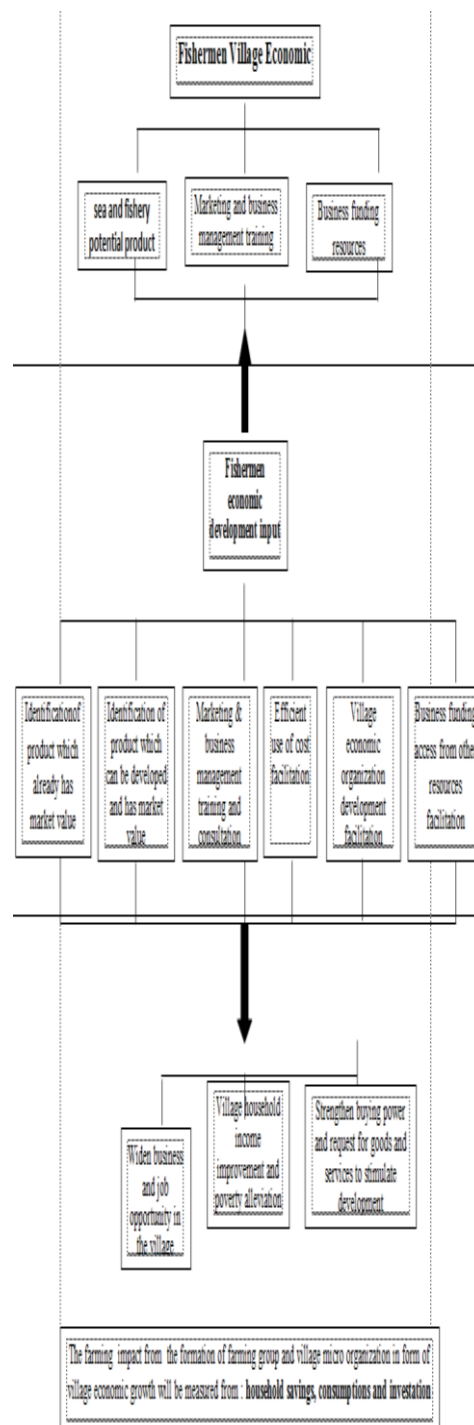 Fishermen Village Economic
sea and fishery
potential product
Marketing and business
management training
Business funding
resources
Fishermen
economic
development input
Identificationof
product which
already has
market value
Identification of
product which
can be developed
and has market
value
Marketing &
business
management
training and
consultation
Efficient
use of cost
facilitation
Village
economic
organization
development
facilitation
Business funding
access from other
resources
facilitation
Widen business
and job
opportunity in
the village
Village household
income
improvement and
poverty alleviation
Strengthen buying power
and request for goods and
services to stimulate
development
The farming impact from the formation of farming group and village micro organization in form of
village economic growth will be measured from : household savings, consumptions and investation